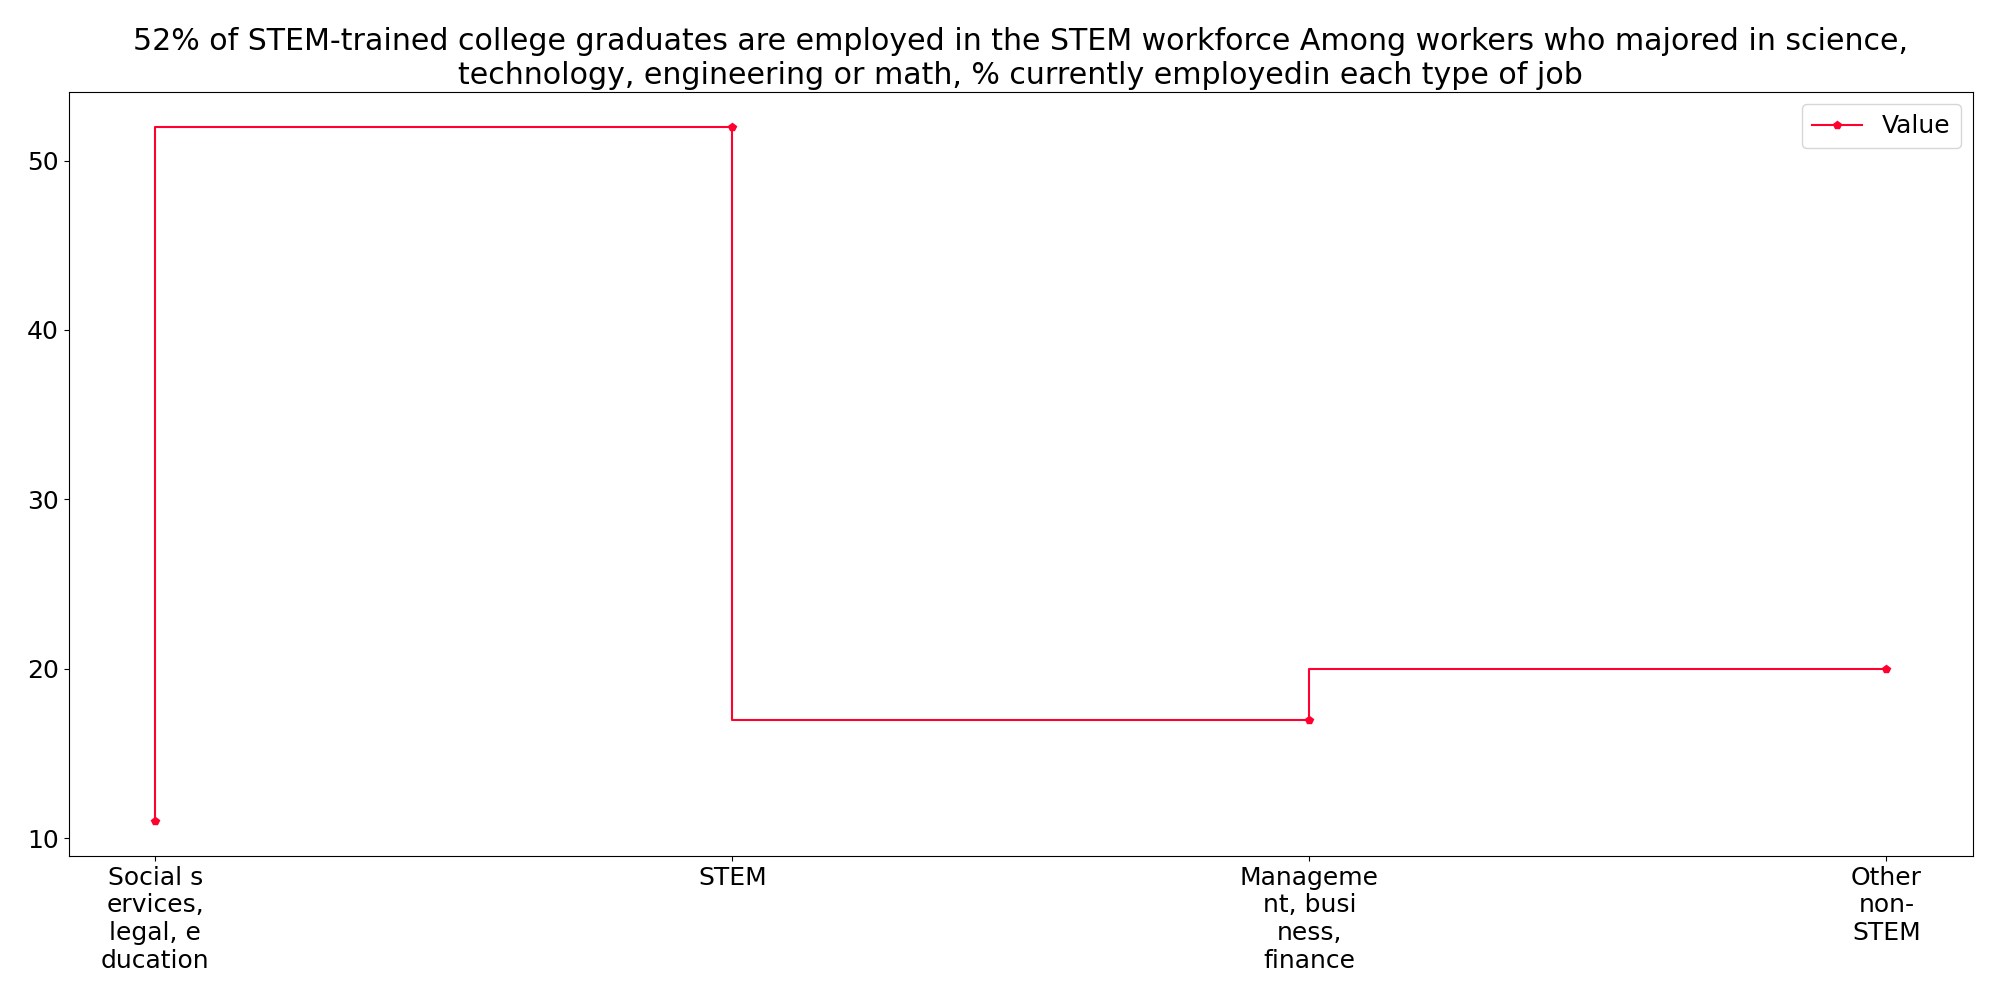 52% of STEM-trained college graduates are employed in the STEM workforce Among workers who majored in science,
technology, engineering or math, % currently employedin each type of job
Value
50
40
30
20
10
Social s
ervices,
legal, e
ducation
STEM
Manageme
nt, busi
ness,
finance
Other
non-
STEM